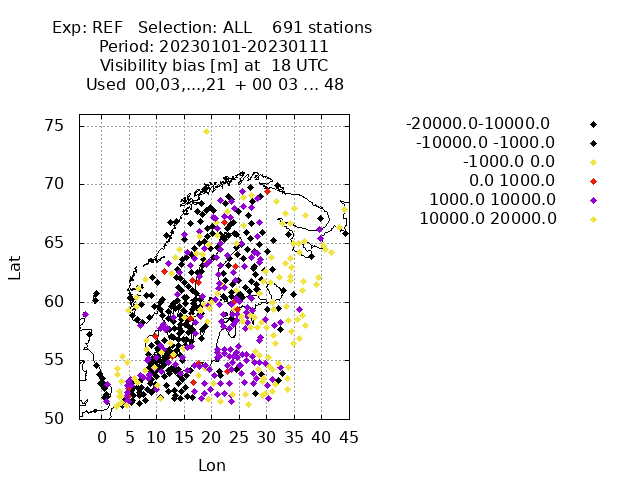 Exp: REF   Selection: ALL    691 stations
Period: 20230101-20230111
Visibility bias [m] at  18 UTC
Used  00,03,...,21  + 00 03 ... 48
-20000.0-10000.0
-10000.0 -1000.0
-1000.0 0.0
0.0 1000.0
1000.0 10000.0
10000.0 20000.0
75
70
65
60
55
50
Lat
0 5 10 15 20 25 30 35 40 45
Lon